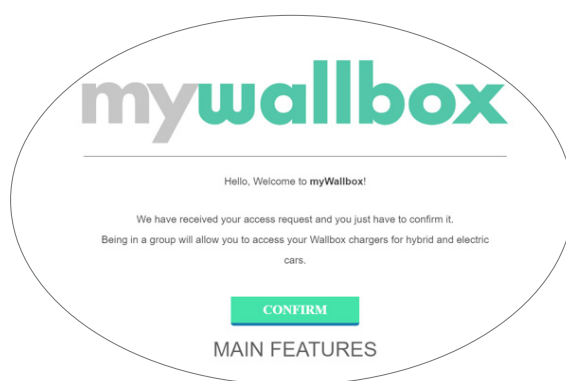 mywallbox
Hello, Welcome to myWallbox!
We have received your access request and you just have to confirm it.
Being in a group will allow you to access your Wallbox chargers for hybrid and electric
cars.
CONFIRM
MAIN FEATURES